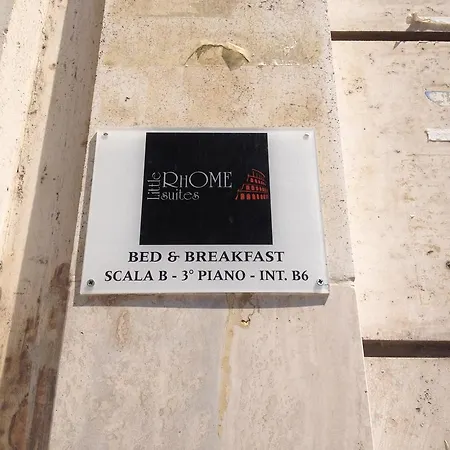 Little
RHOME
suites
BED & BREAKFAST
SCALA B - 3° PIANO - INT. B6